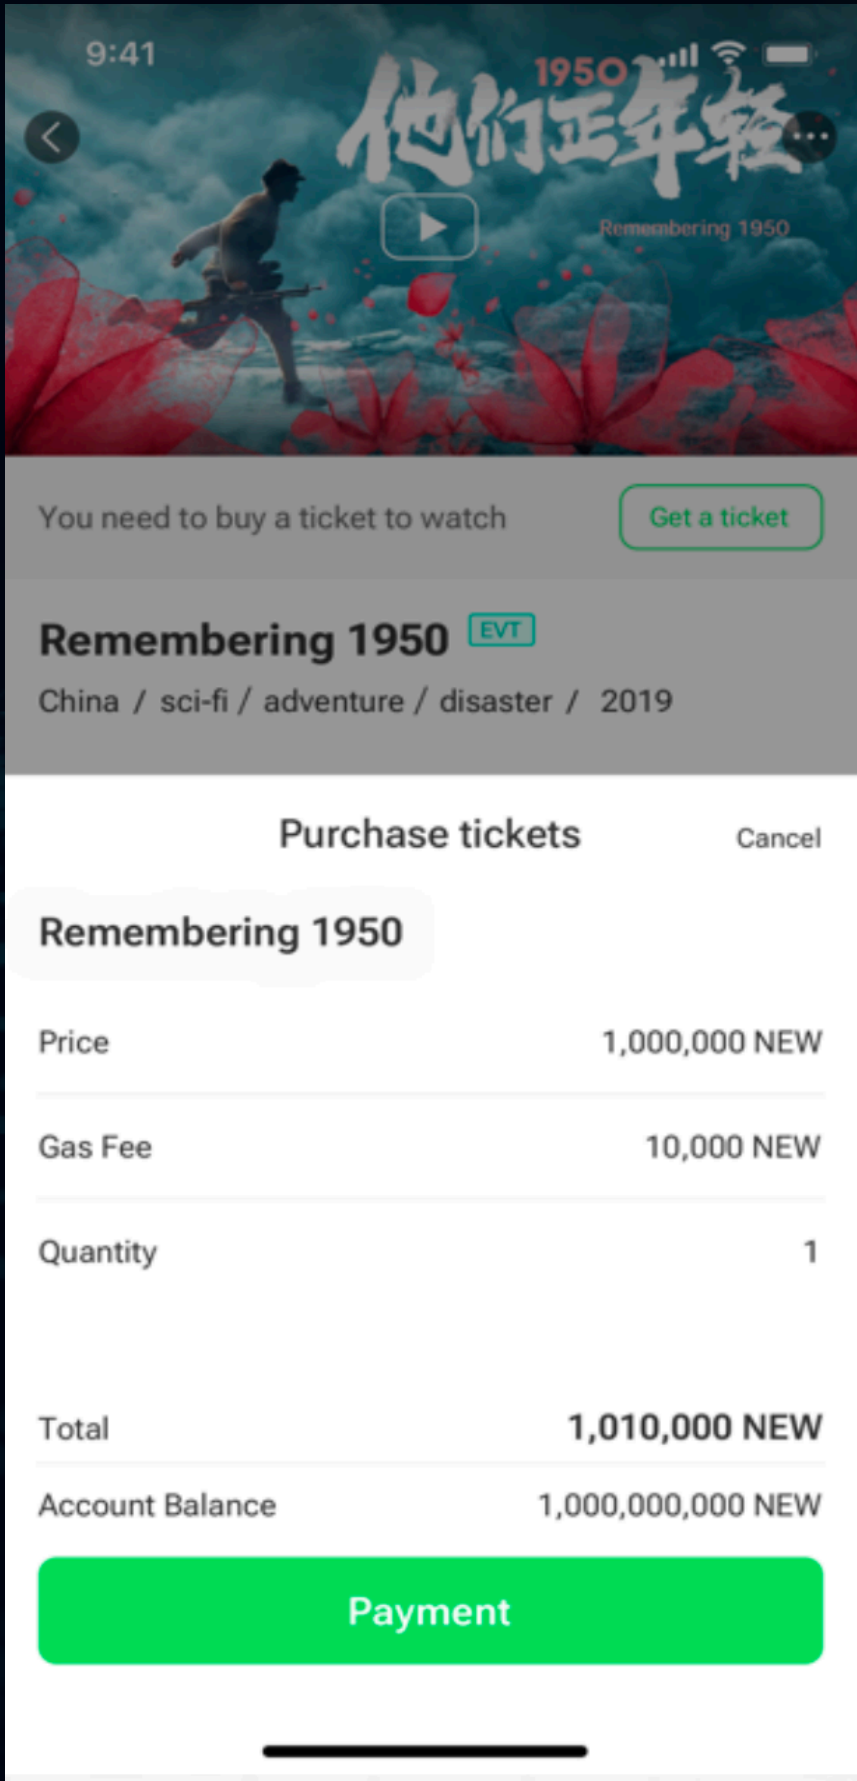 9:41
1950
他们正年轻
Remembering 1950
You need to buy a ticket to watch
Get a ticket
Remembering 1950 EVT
China / sci-fi / adventure / disaster / 2019
Purchase tickets
Cancel
Remembering 1950
Price 1,000,000 NEW
Gas Fee 10,000 NEW
Quantity 1
Total 1,010,000 NEW
Account Balance 1,000,000,000 NEW
Payment